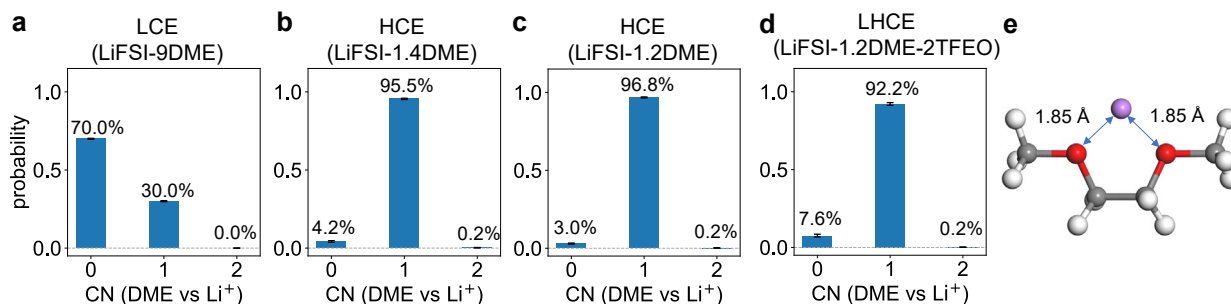 a
LCE
(LiFSI-9DME)
probability
1.0
0.5
0.0
70.0%
30.0%
0.0%
0 1 2
CN (DME vs Li⁺)
b
HCE
(LiFSI-1.4DME)
1.0
0.5
0.0
4.2%
95.5%
0.2%
0 1 2
CN (DME vs Li⁺)
c
HCE
(LiFSI-1.2DME)
1.0
0.5
0.0
3.0%
96.8%
0.2%
0 1 2
CN (DME vs Li⁺)
d
LHCE
(LiFSI-1.2DME-2TFEO)
1.0
0.5
0.0
7.6%
92.2%
0.2%
0 1 2
CN (DME vs Li⁺)
e
1.85 Å 1.85 Å